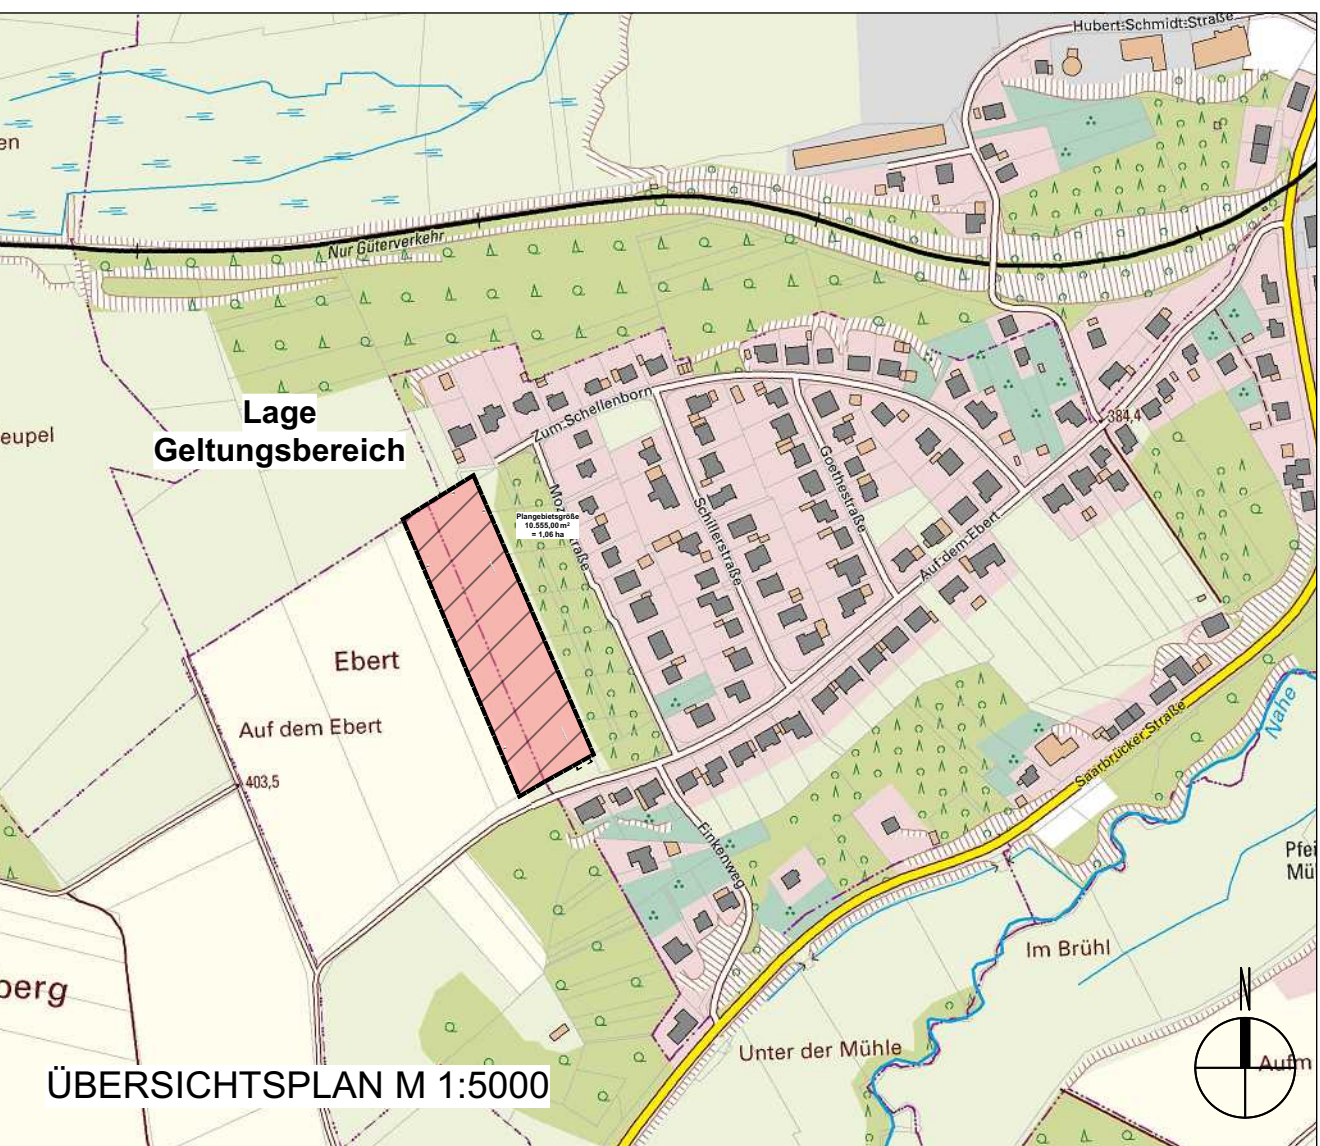 Hubert-Schmidt-Straße
en
Nur Güterverkehr
Lage
Geltungsbereich
eupel
Zum Schellenborn
384,4
Goethestraße
Schillerstraße
Plangebietsgröße
10.555,00 m²
= 1,06 ha
Auf dem Ebert
Ebert
Auf dem Ebert
403,5
Nahe
Saarbrücker Straße
Finkenweg
Pfei
Mü
Im Brühl
berg
Unter der Mühle
N
Aufm
ÜBERSICHTSPLAN M 1:5000